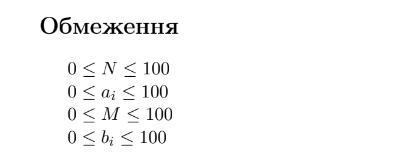 Обмеження
0 ≤ N ≤ 100
0 ≤ aᵢ ≤ 100
0 ≤ M ≤ 100
0 ≤ bᵢ ≤ 100